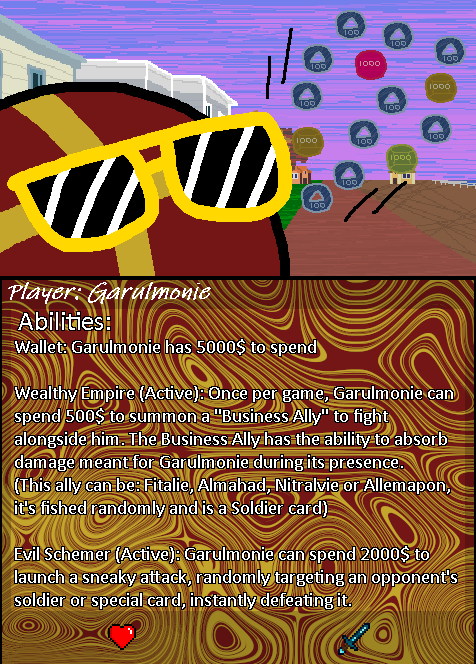 1000
100
100
100
100
1000
1000
100
1000
100
1000
100
100
Player: Garulmonie
Abilities:
Wallet: Garulmonie has 5000$ to spend
Wealthy Empire (Active): Once per game, Garulmonie can
spend 500$ to summon a "Business Ally" to fight
alongside him. The Business Ally has the ability to absorb
damage meant for Garulmonie during its presence.
(This ally can be: Fitalie, Almahad, Nitralvie or Allemapon,
it's fished randomly and is a Soldier card)
Evil Schemer (Active): Garulmonie can spend 2000$ to
launch a sneaky attack, randomly targeting an opponent's
soldier or special card, instantly defeating it.